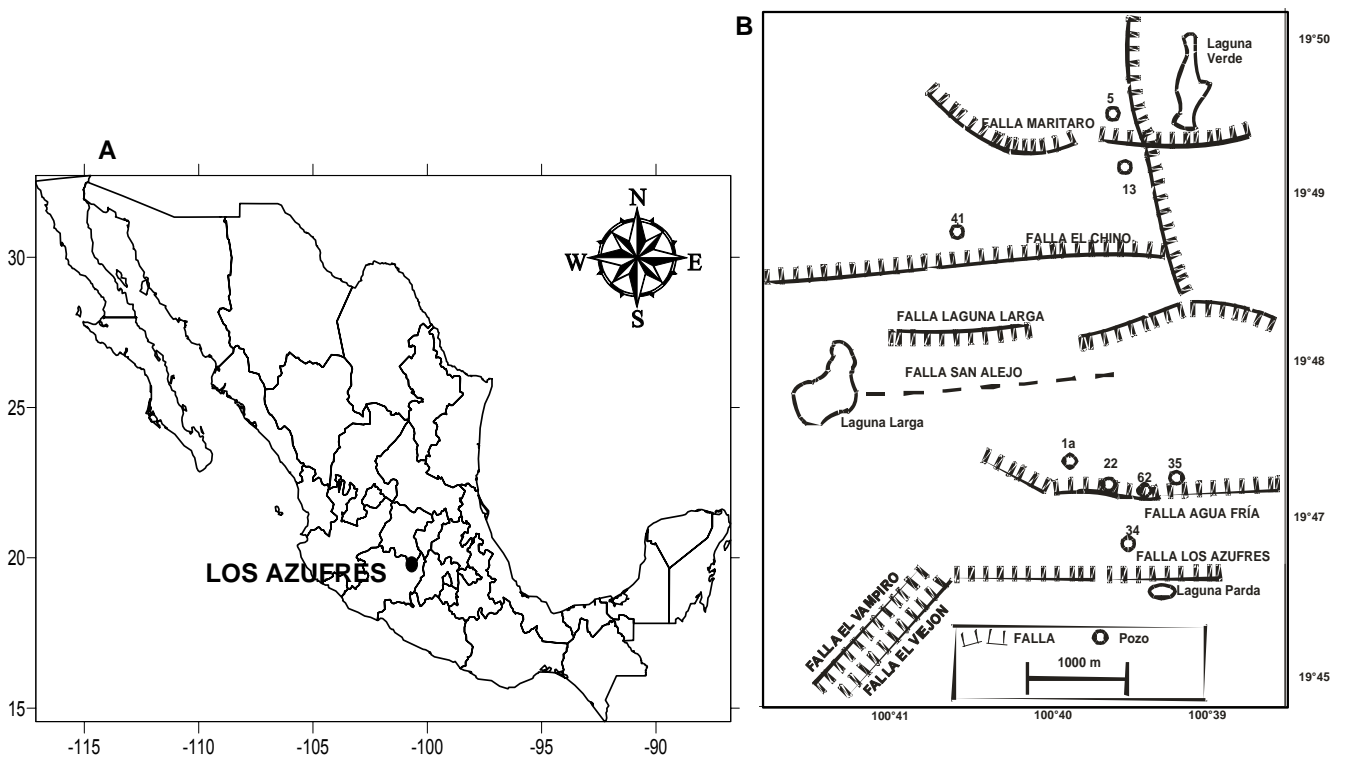 A
-115
-110
-105
-100
-95
-90
30
25
20
15
N
W
E
S
LOS AZUFRES
B
Laguna
Verde
5
FALLA MARITARO
13
41
FALLA EL CHINO
FALLA LAGUNA LARGA
FALLA SAN ALEJO
Laguna Larga
1a
22
62
35
FALLA AGUA FRÍA
34
FALLA LOS AZUFRES
Laguna Parda
FALLA EL VAMPIRO
FALLA EL VIEJON
FALLA
Pozo
1000 m
19°50
19°49
19°48
19°47
19°45
100°41
100°40
100°39